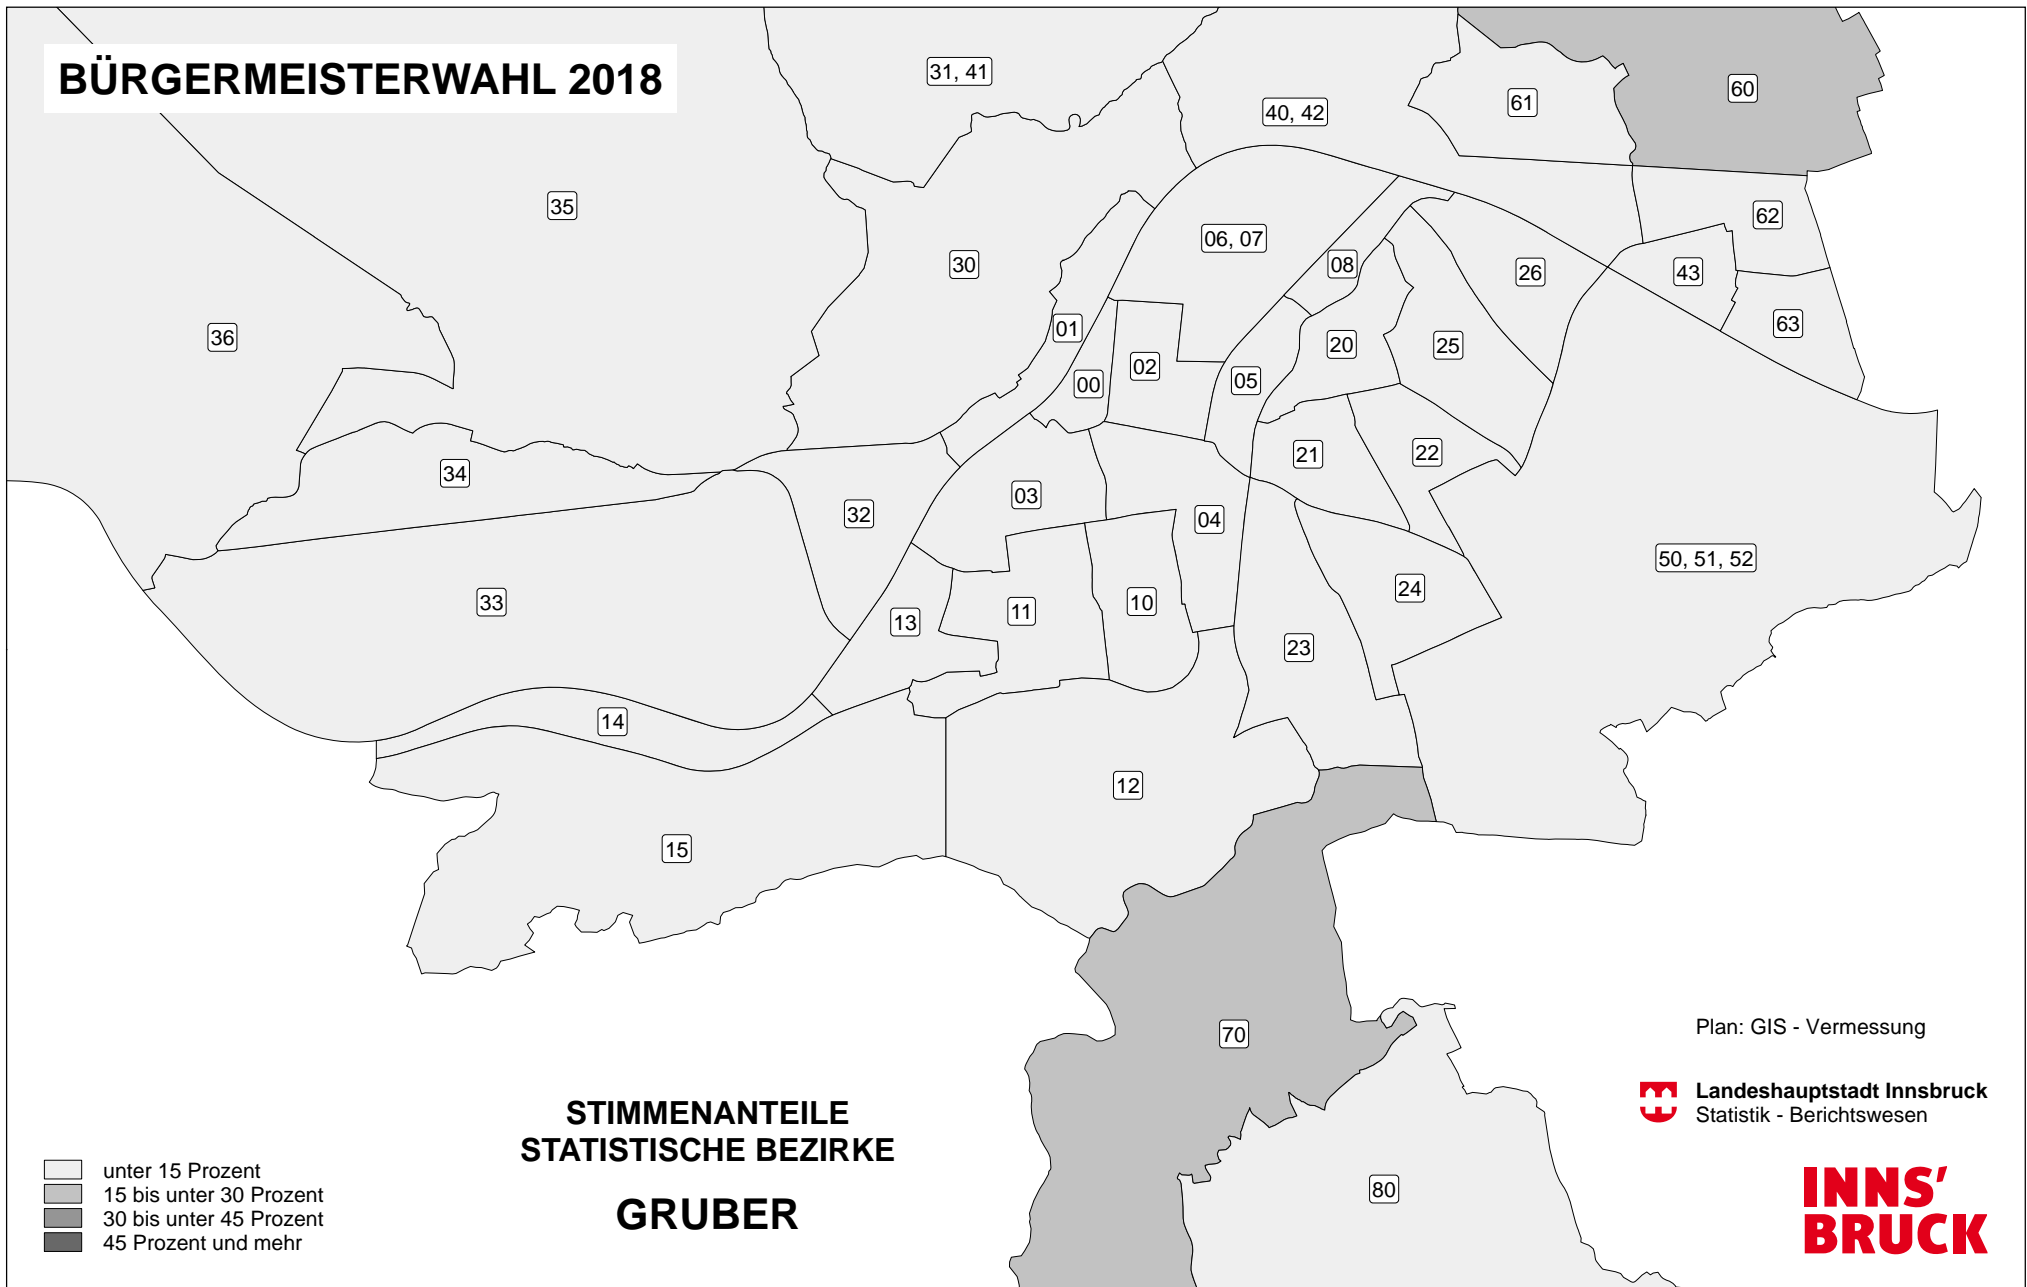 BÜRGERMEISTERWAHL 2018
31, 41
60
61
40, 42
35
62
06, 07
30
08
26
43
01
63
36
20
25
02
00
05
22
21
34
03
32
04
50, 51, 52
24
33
10
11
13
23
14
12
15
70
80
Plan: GIS - Vermessung
Landeshauptstadt Innsbruck
Statistik - Berichtswesen
STIMMENANTEILE
STATISTISCHE BEZIRKE
GRUBER
unter 15 Prozent
15 bis unter 30 Prozent
30 bis unter 45 Prozent
45 Prozent und mehr
INNS'
BRUCK